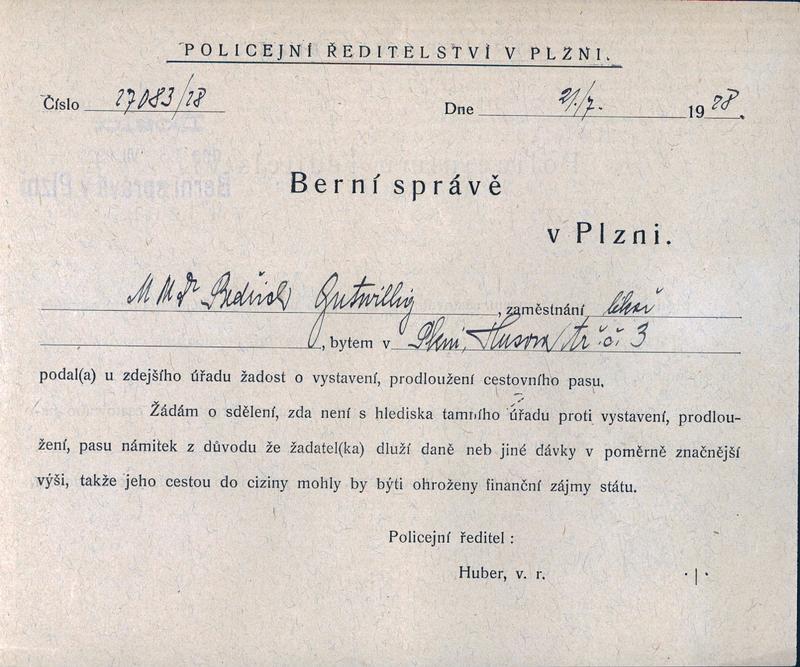 POLICEJNÍ ŘEDITELSTVÍ V PLZNI.
Číslo 27083/28 Dne 21/7. 1928.
Berní správě
v Plzni.
MUDr Bedřich Gutwillig, zaměstnání lékař
, bytem v Plzni, Husova tř. č. 3
podal(a) u zdejšího úřadu žadost o vystavení, prodloužení cestovního pasu.
Žádám o sdělení, zda není s hlediska tamního úřadu proti vystavení, prodlou-
žení, pasu námitek z důvodu že žadatel(ka) dluží daně neb jiné dávky v poměrně značnější
výši, takže jeho cestou do ciziny mohly by býti ohroženy finanční zájmy státu.
Policejní ředitel :
Huber, v. r.